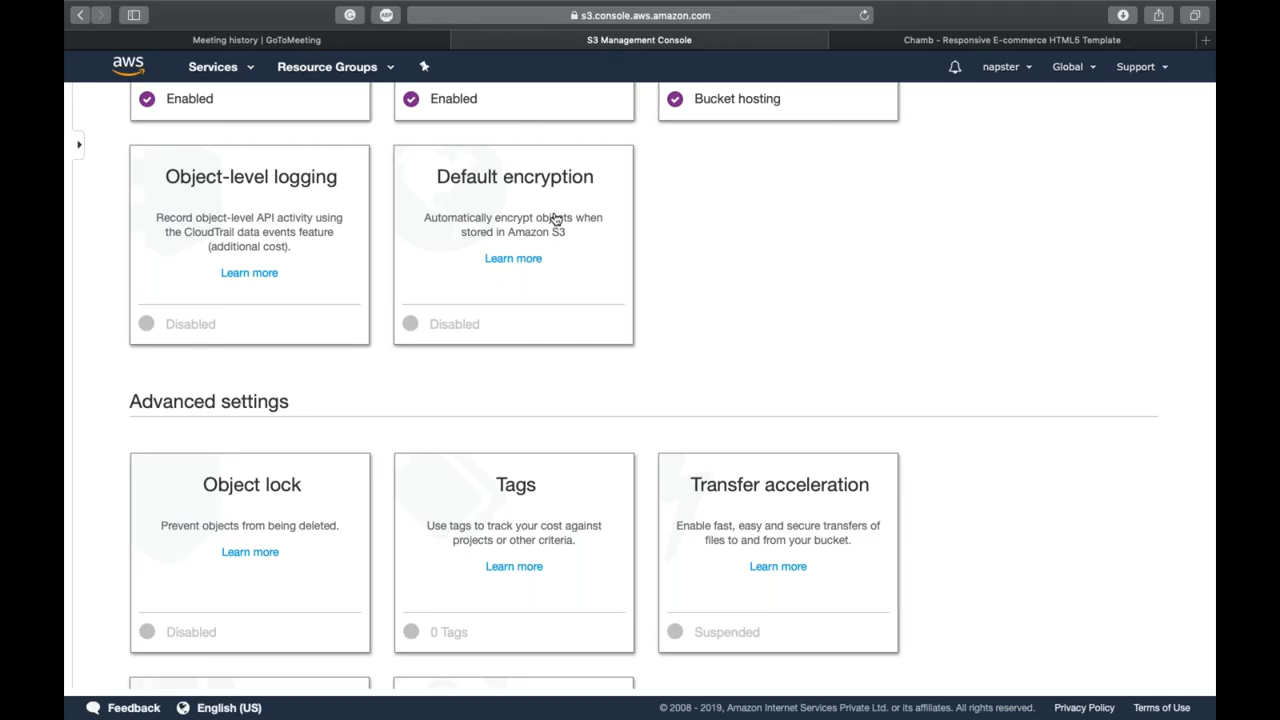 ABP
s3.console.aws.amazon.com
Meeting history | GoToMeeting
S3 Management Console
Chamb - Responsive E-commerce HTML5 Template
aws
Services
Resource Groups
napster
Global
Support
Enabled
Enabled
Bucket hosting
Object-level logging
Record object-level API activity using
the CloudTrail data events feature
(additional cost).
Learn more
Disabled
Default encryption
Automatically encrypt objects when
stored in Amazon S3
Learn more
Disabled
Advanced settings
Object lock
Prevent objects from being deleted.
Learn more
Disabled
Tags
Use tags to track your cost against
projects or other criteria.
Learn more
0 Tags
Transfer acceleration
Enable fast, easy and secure transfers of
files to and from your bucket.
Learn more
Suspended
Feedback
English (US)
© 2008 - 2019, Amazon Internet Services Private Ltd. or its affiliates. All rights reserved.
Privacy Policy
Terms of Use